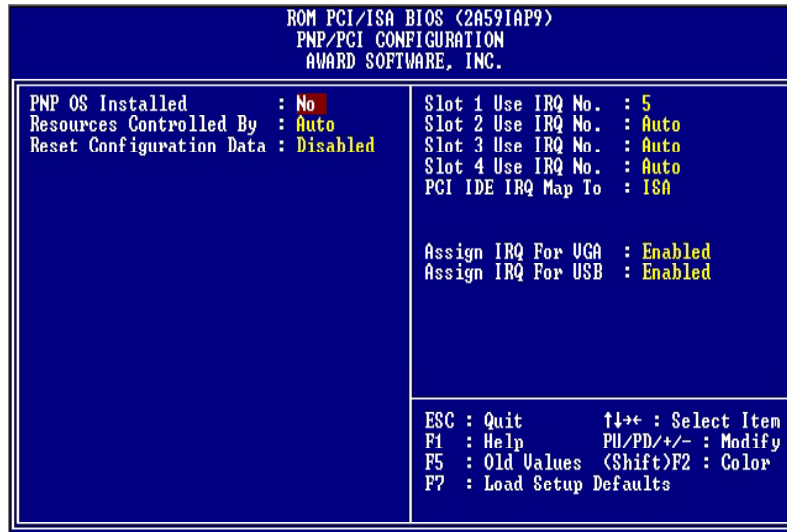 ROM PCI/ISA BIOS (2A59IAP9)
PNP/PCI CONFIGURATION
AWARD SOFTWARE, INC.
PNP OS Installed : No
Resources Controlled By : Auto
Reset Configuration Data : Disabled
Slot 1 Use IRQ No. : 5
Slot 2 Use IRQ No. : Auto
Slot 3 Use IRQ No. : Auto
Slot 4 Use IRQ No. : Auto
PCI IDE IRQ Map To : ISA
Assign IRQ For VGA : Enabled
Assign IRQ For USB : Enabled
ESC : Quit ↑↓→← : Select Item
F1 : Help PU/PD/+/- : Modify
F5 : Old Values (Shift)F2 : Color
F7 : Load Setup Defaults